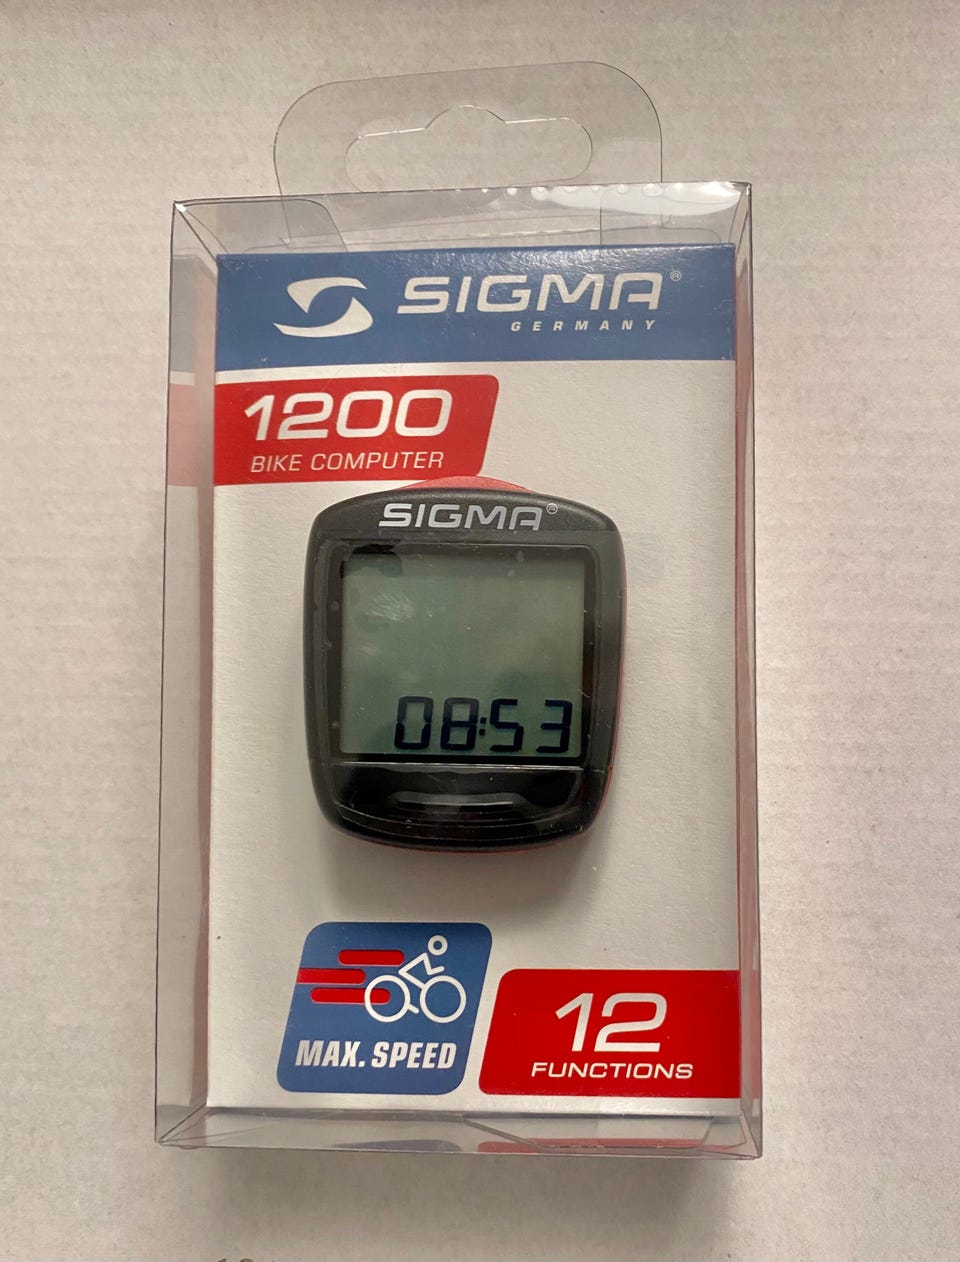 SIGMA®
GERMANY
1200
BIKE COMPUTER
SIGMA®
08:53
MAX. SPEED
12
FUNCTIONS